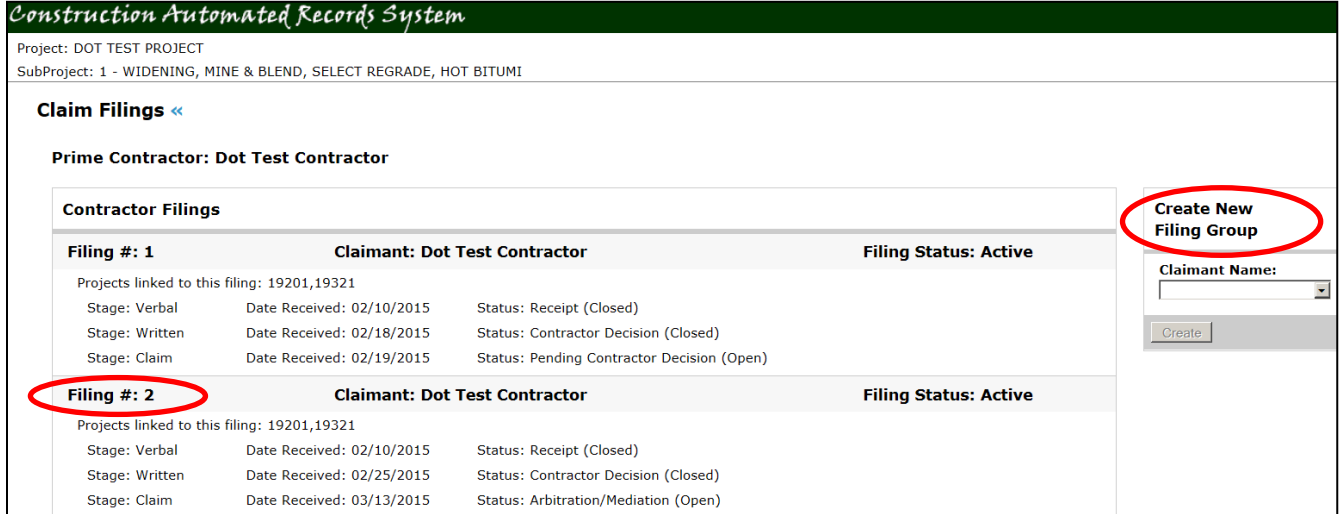 Construction Automated Records System
Project: DOT TEST PROJECT
SubProject: 1 - WIDENING, MINE & BLEND, SELECT REGRADE, HOT BITUMI
Claim Filings «
Prime Contractor: Dot Test Contractor
Contractor Filings
Filing #: 1 Claimant: Dot Test Contractor Filing Status: Active
Projects linked to this filing: 19201,19321
Stage: Verbal Date Received: 02/10/2015 Status: Receipt (Closed)
Stage: Written Date Received: 02/18/2015 Status: Contractor Decision (Closed)
Stage: Claim Date Received: 02/19/2015 Status: Pending Contractor Decision (Open)
Filing #: 2 Claimant: Dot Test Contractor Filing Status: Active
Projects linked to this filing: 19201,19321
Stage: Verbal Date Received: 02/10/2015 Status: Receipt (Closed)
Stage: Written Date Received: 02/25/2015 Status: Contractor Decision (Closed)
Stage: Claim Date Received: 03/13/2015 Status: Arbitration/Mediation (Open)
Create New
Filing Group
Claimant Name:
Create